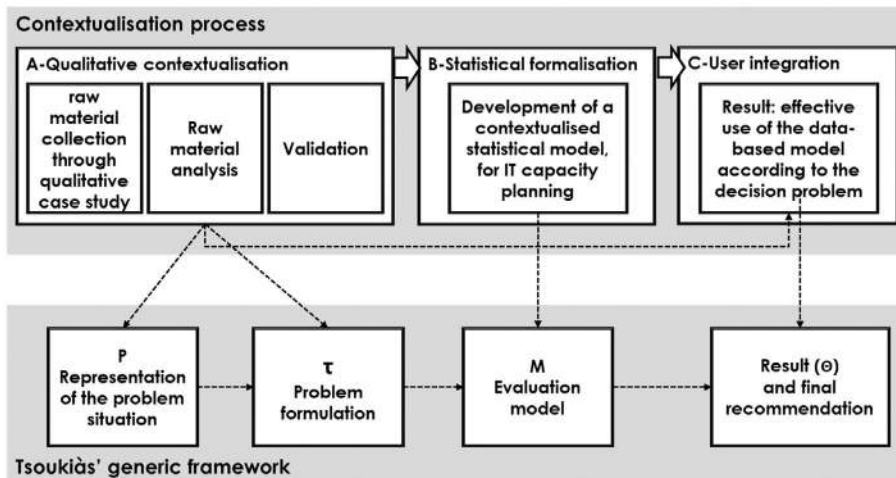 Contextualisation process
A-Qualitative contextualisation
raw
material
collection
through
qualitative
case study
Raw
material
analysis
Validation
B-Statistical formalisation
Development of a
contextualised
statistical model,
for IT capacity
planning
C-User integration
Result: effective
use of the data-
based model
according to the
decision problem
P
Representation
of the problem
situation
τ
Problem
formulation
M
Evaluation
model
Result (Θ)
and final
recommendation
Tsoukiàs' generic framework